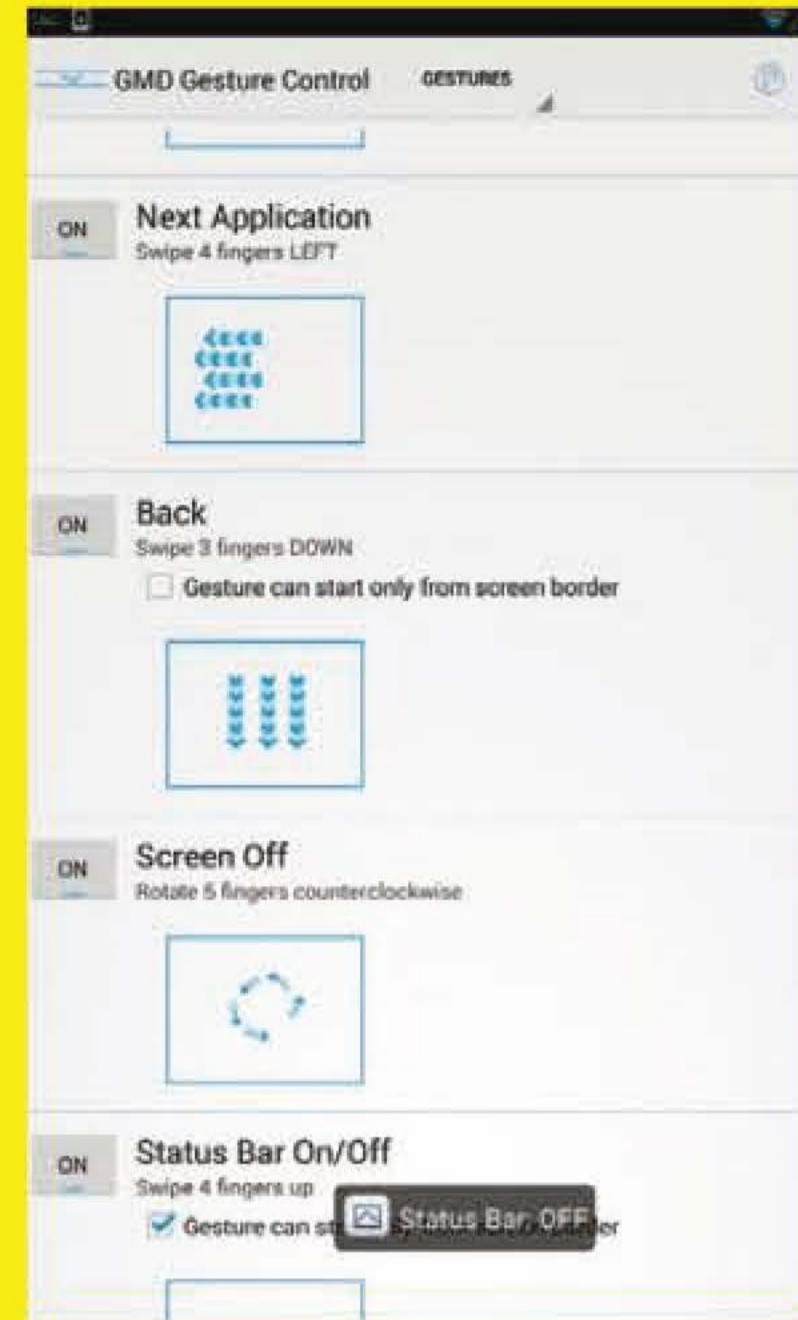 GMD Gesture Control GESTURES
ON Next Application
Swipe 4 fingers LEFT
ON Back
Swipe 3 fingers DOWN
Gesture can start only from screen border
ON Screen Off
Rotate 5 fingers counterclockwise
ON Status Bar On/Off
Swipe 4 fingers up
Gesture can
Status Bar: OFF